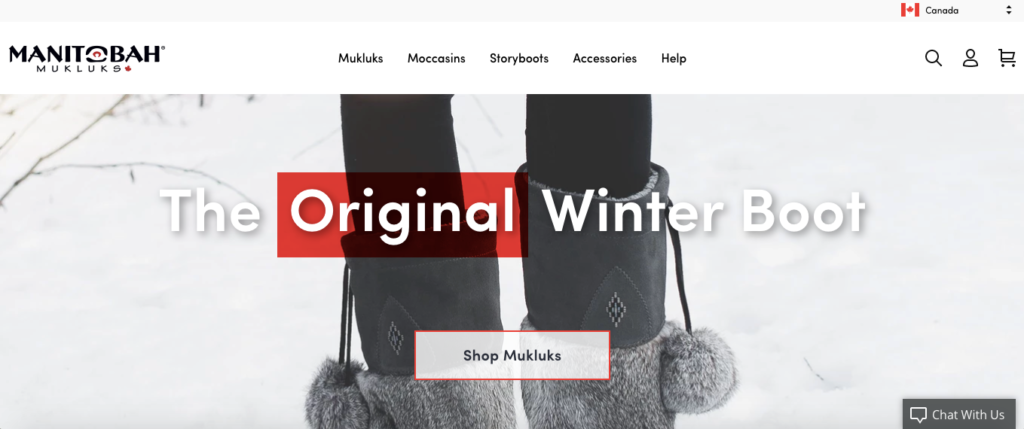 Canada
MANITOBAH®
MUKLUKS
Mukluks Moccasins Storyboots Accessories Help
The Original Winter Boot
Shop Mukluks
Chat With Us